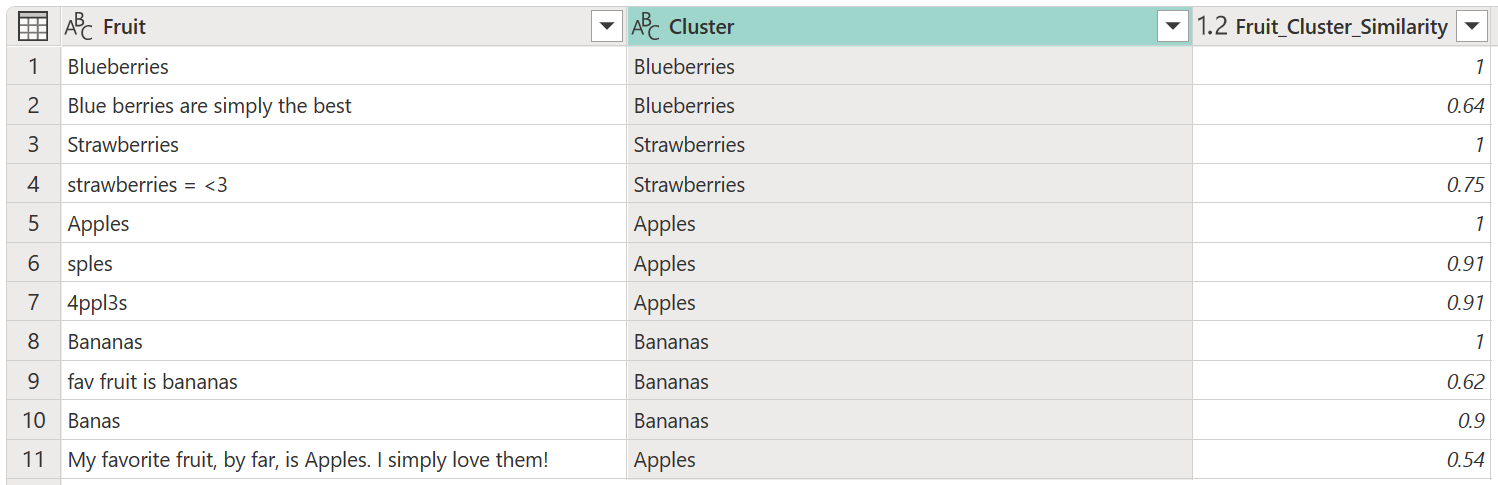 ABC Fruit ABC Cluster 1.2 Fruit_Cluster_Similarity
1 Blueberries Blueberries 1
2 Blue berries are simply the best Blueberries 0.64
3 Strawberries Strawberries 1
4 strawberries = <3 Strawberries 0.75
5 Apples Apples 1
6 sples Apples 0.91
7 4ppl3s Apples 0.91
8 Bananas Bananas 1
9 fav fruit is bananas Bananas 0.62
10 Banas Bananas 0.9
11 My favorite fruit, by far, is Apples. I simply love them! Apples 0.54